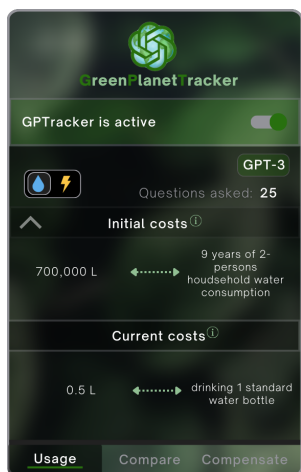 GreenPlanetTracker
GPTracker is active
GPT-3
Questions asked: 25
Initial costs ⓘ
700,000 L
9 years of 2-
persons
houdsehold water
consumption
Current costs ⓘ
0.5 L
drinking 1 standard
water bottle
Usage Compare Compensate